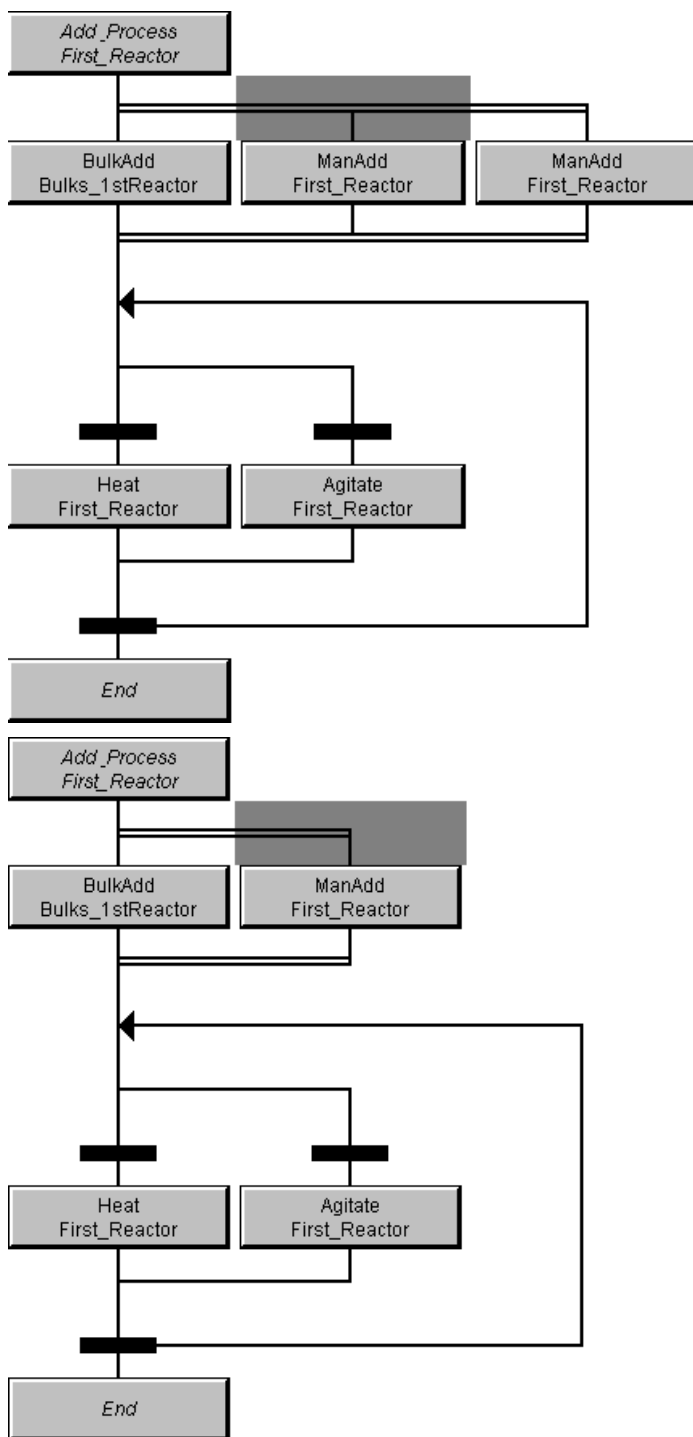 Add_Process
First_Reactor
BulkAdd
Bulks_1stReactor
ManAdd
First_Reactor
ManAdd
First_Reactor
Heat
First_Reactor
Agitate
First_Reactor
End
Add_Process
First_Reactor
BulkAdd
Bulks_1stReactor
ManAdd
First_Reactor
Heat
First_Reactor
Agitate
First_Reactor
End